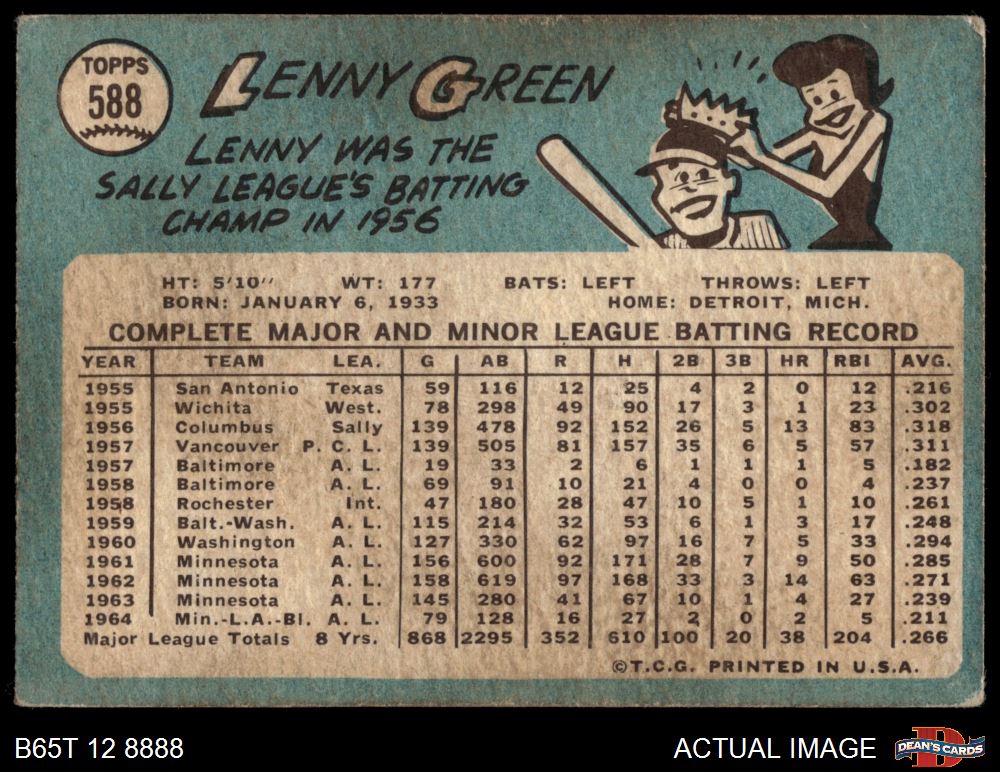 TOPPS
588
LENNY GREEN
LENNY WAS THE
SALLY LEAGUE'S BATTING
CHAMP IN 1956
HT: 5'10" WT: 177 BATS: LEFT THROWS: LEFT
BORN: JANUARY 6, 1933 HOME: DETROIT, MICH.
COMPLETE MAJOR AND MINOR LEAGUE BATTING RECORD
YEAR TEAM LEA. G AB R H 2B 3B HR RBI AVG.
1955 San Antonio Texas 59 116 12 25 4 2 0 12 .216
1955 Wichita West. 78 298 49 90 17 3 1 23 .302
1956 Columbus Sally 139 478 92 152 26 5 13 83 .318
1957 Vancouver P. C. L. 139 505 81 157 35 6 5 57 .311
1957 Baltimore A. L. 19 33 2 6 1 1 1 5 .182
1958 Baltimore A. L. 69 91 10 21 4 0 0 4 .237
1958 Rochester Int. 47 180 28 47 10 5 1 10 .261
1959 Balt.-Wash. A. L. 115 214 32 53 6 1 3 17 .248
1960 Washington A. L. 127 330 62 97 16 7 5 33 .294
1961 Minnesota A. L. 156 600 92 171 28 7 9 50 .285
1962 Minnesota A. L. 158 619 97 168 33 3 14 63 .271
1963 Minnesota A. L. 145 280 41 67 10 1 4 27 .239
1964 Min.-L.A.-Bl. A. L. 79 128 16 27 2 0 2 5 .211
Major League Totals 8 Yrs. 868 2295 352 610 100 20 38 204 .266
©T.C.G. PRINTED IN U.S.A.
B65T 12 8888 ACTUAL IMAGE
DEAN'S CARDS